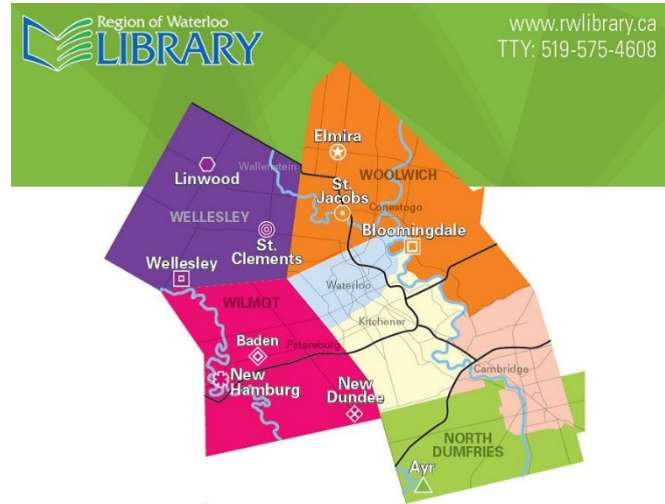 Region of Waterloo
LIBRARY
www.rwlibrary.ca
TTY: 519-575-4608
Elmira
Wallenstein
Linwood
WOOLWICH
St.
Jacobs
Conestogo
WELLESLEY
St.
Clements
Bloomingdale
Wellesley
Waterloo
WILMOT
Kitchener
Baden
Petersburg
Cambridge
New
Hamburg
New
Dundee
NORTH
DUMFRIES
Ayr